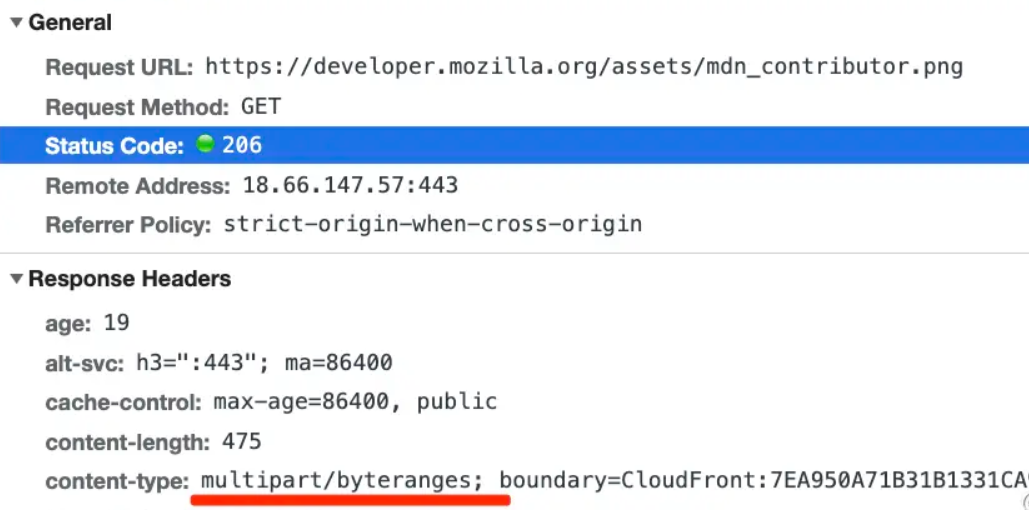 General
Request URL: https://developer.mozilla.org/assets/mdn_contributor.png
Request Method: GET
Status Code: 206
Remote Address: 18.66.147.57:443
Referrer Policy: strict-origin-when-cross-origin
Response Headers
age: 19
alt-svc: h3=":443"; ma=86400
cache-control: max-age=86400, public
content-length: 475
content-type: multipart/byteranges; boundary=CloudFront:7EA950A71B31B1331CA